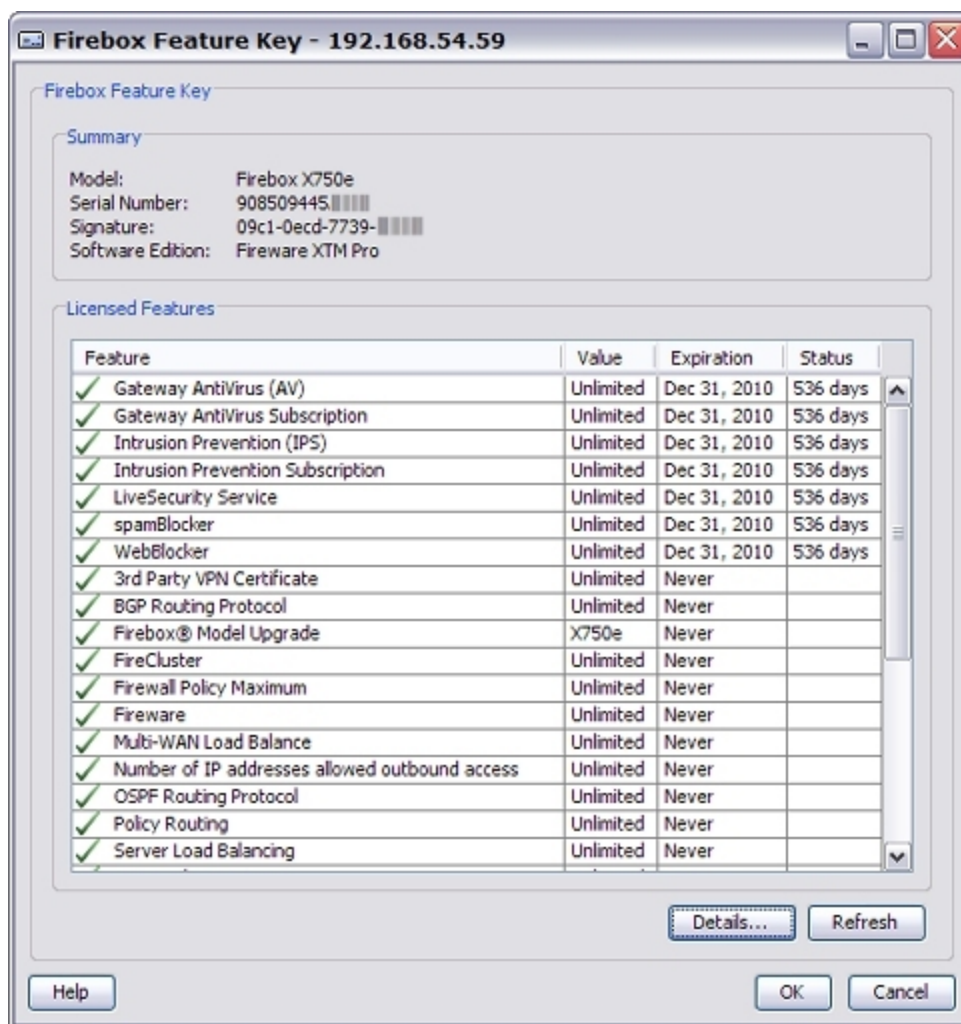 Firebox Feature Key - 192.168.54.59
Firebox Feature Key
Summary
Model: Firebox X750e
Serial Number: 908509445
Signature: 09c1-0ecd-7739-
Software Edition: Fireware XTM Pro
Licensed Features
Feature Value Expiration Status
Gateway AntiVirus (AV) Unlimited Dec 31, 2010 536 days
Gateway AntiVirus Subscription Unlimited Dec 31, 2010 536 days
Intrusion Prevention (IPS) Unlimited Dec 31, 2010 536 days
Intrusion Prevention Subscription Unlimited Dec 31, 2010 536 days
LiveSecurity Service Unlimited Dec 31, 2010 536 days
spamBlocker Unlimited Dec 31, 2010 536 days
WebBlocker Unlimited Dec 31, 2010 536 days
3rd Party VPN Certificate Unlimited Never
BGP Routing Protocol Unlimited Never
Firebox® Model Upgrade X750e Never
FireCluster Unlimited Never
Firewall Policy Maximum Unlimited Never
Fireware Unlimited Never
Multi-WAN Load Balance Unlimited Never
Number of IP addresses allowed outbound access Unlimited Never
OSPF Routing Protocol Unlimited Never
Policy Routing Unlimited Never
Server Load Balancing Unlimited Never
Details... Refresh
Help OK Cancel